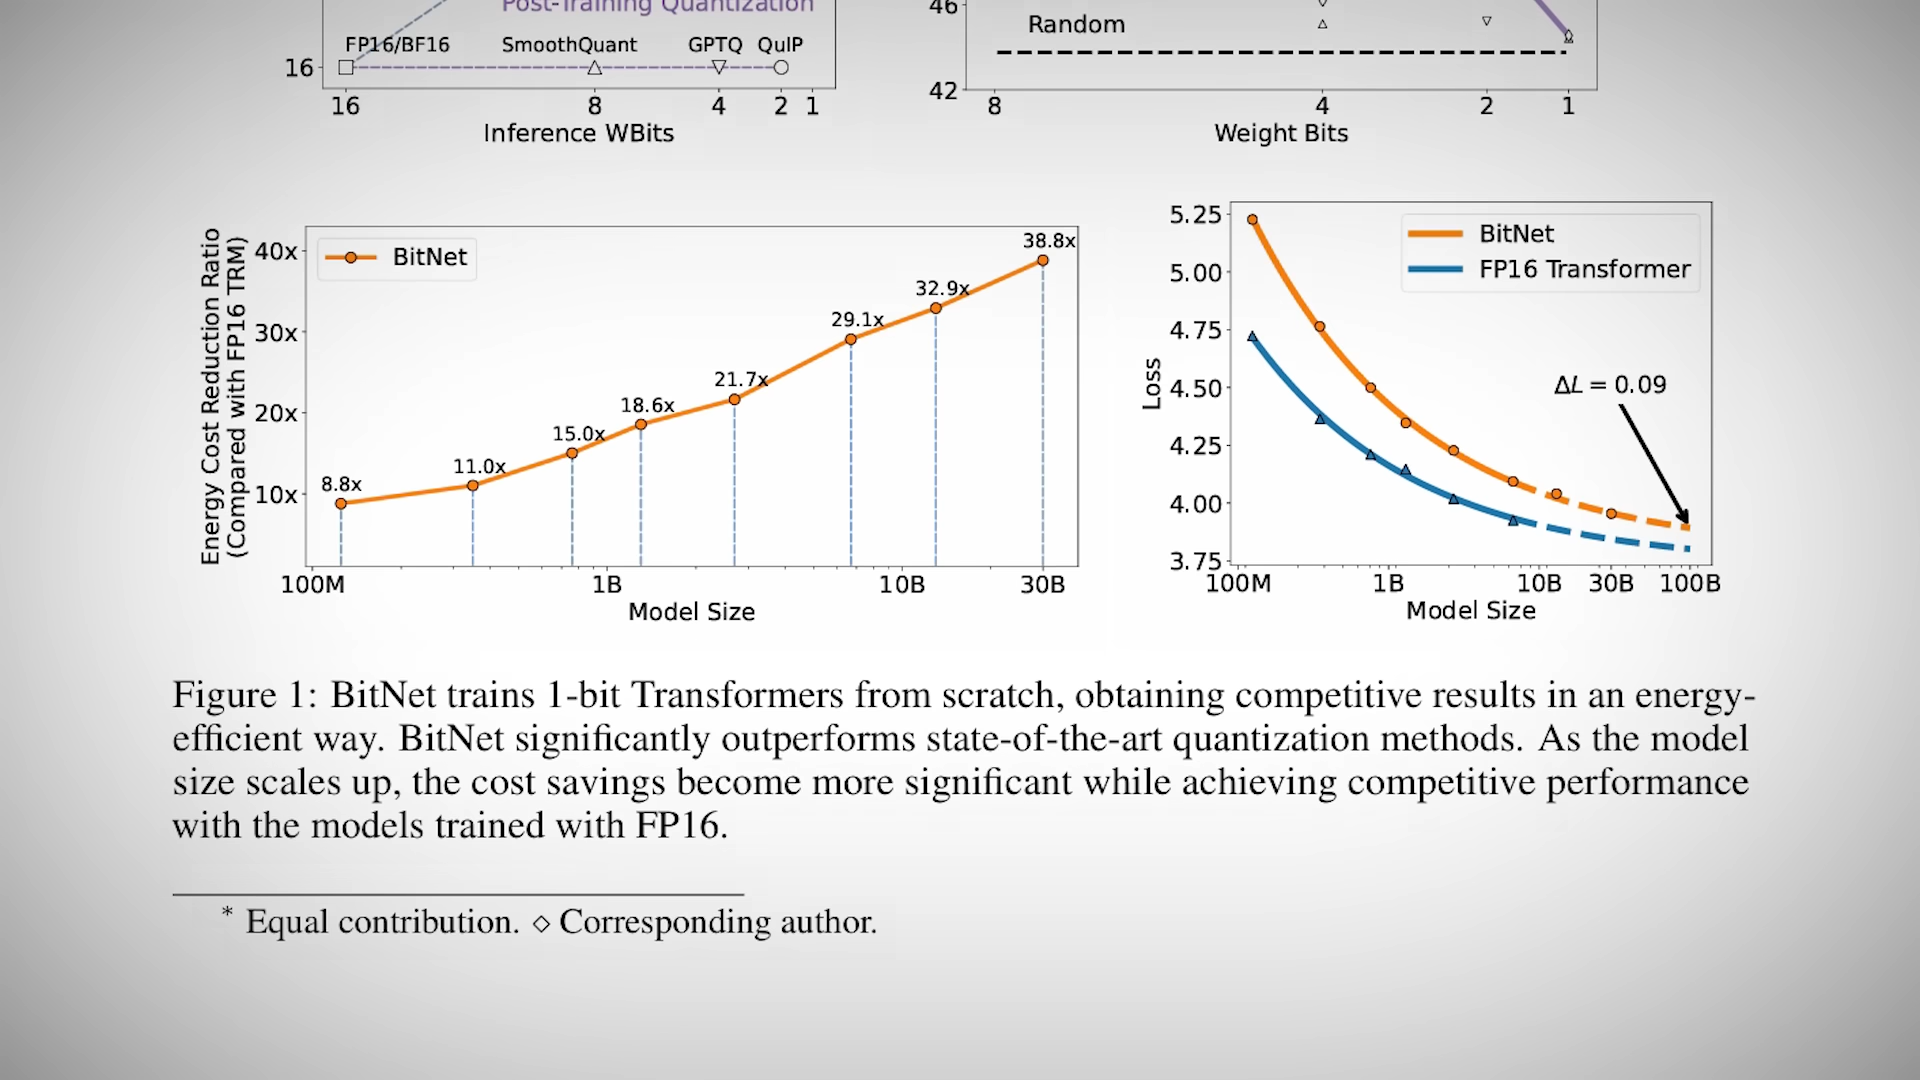 Post-Training Quantization
FP16/BF16 SmoothQuant GPTQ QuIP
16
16 8 4 2 1
Inference WBits
46
Random
42
8 4 2 1
Weight Bits
Energy Cost Reduction Ratio
(Compared with FP16 TRM)
40x
30x
20x
10x
BitNet
8.8x
11.0x
15.0x
18.6x
21.7x
29.1x
32.9x
38.8x
100M 1B 10B 30B
Model Size
Loss
5.25
5.00
4.75
4.50
4.25
4.00
3.75
BitNet
FP16 Transformer
ΔL = 0.09
100M 1B 10B 30B 100B
Model Size
Figure 1: BitNet trains 1-bit Transformers from scratch, obtaining competitive results in an energy-
efficient way. BitNet significantly outperforms state-of-the-art quantization methods. As the model
size scales up, the cost savings become more significant while achieving competitive performance
with the models trained with FP16.
* Equal contribution. ⋄ Corresponding author.